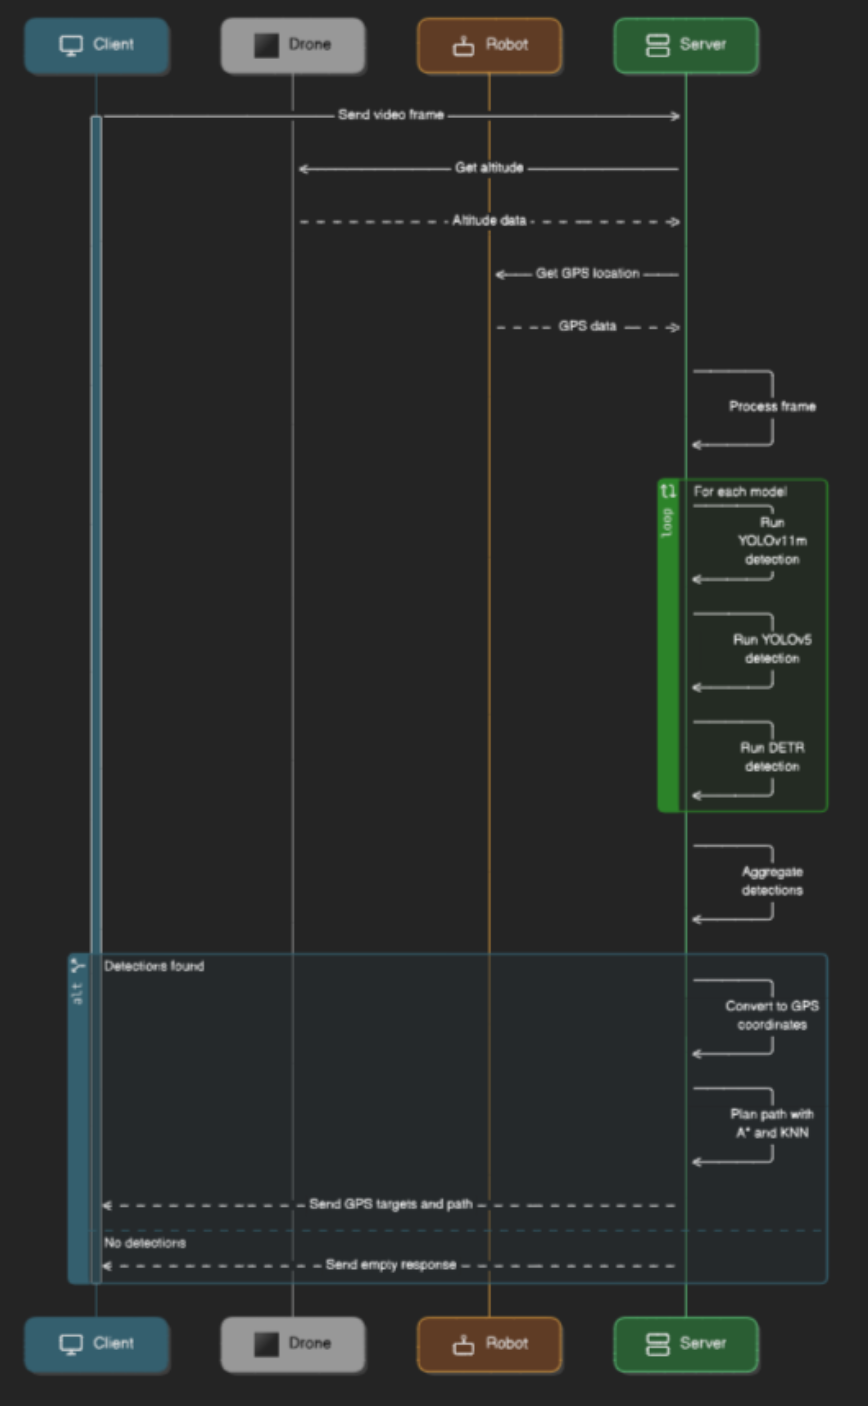 Client
Drone
Robot
Server
Send video frame
Get altitude
Altitude data
Get GPS location
GPS data
Process frame
loop
For each model
Run
YOLOv11m
detection
Run YOLOv5
detection
Run DETR
detection
Aggregate
detections
alt
Detections found
Convert to GPS
coordinates
Plan path with
A* and KNN
Send GPS targets and path
No detections
Send empty response
Client
Drone
Robot
Server